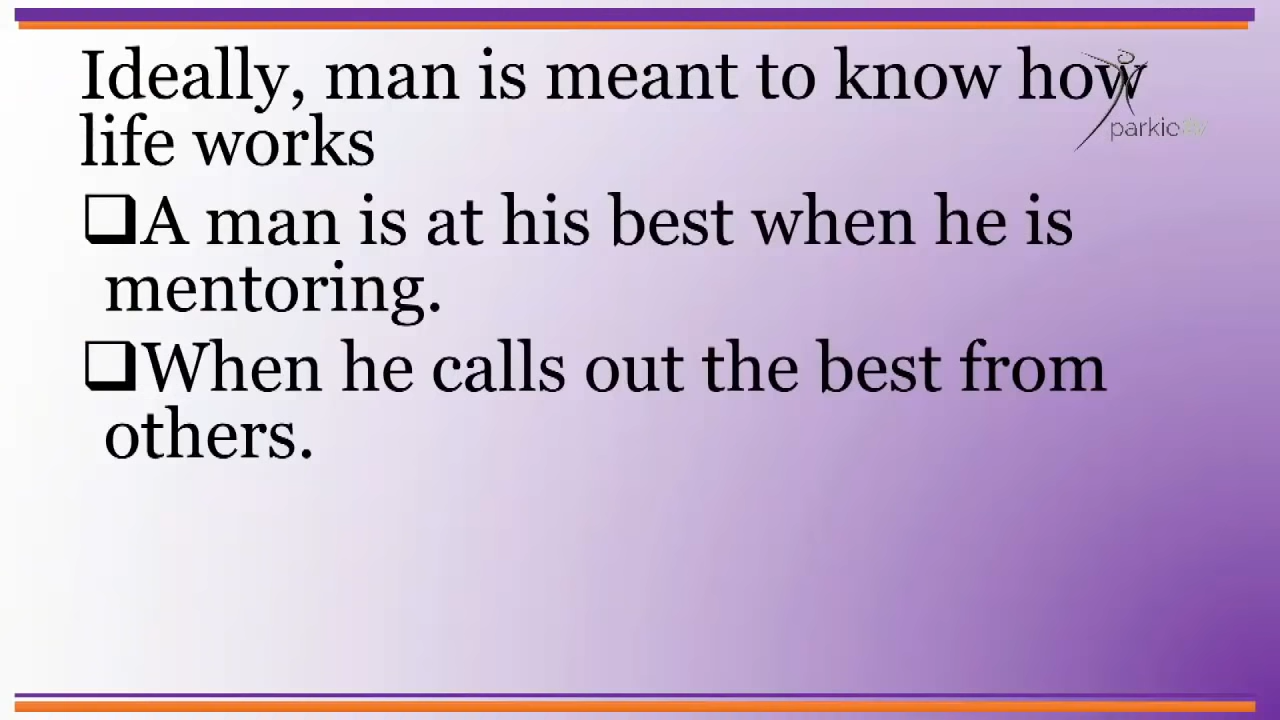 Ideally, man is meant to know how
life works
❑A man is at his best when he is
mentoring.
❑When he calls out the best from
others.
parkie